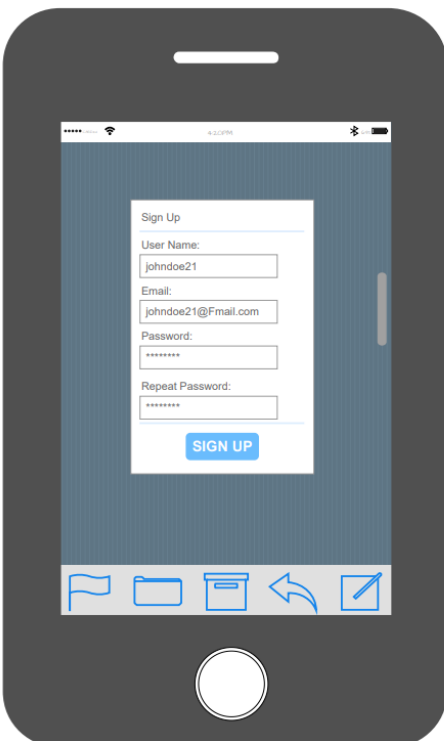 Sign Up
User Name:
johndoe21
Email:
johndoe21@Fmail.com
Password:
********
Repeat Password:
********
SIGN UP